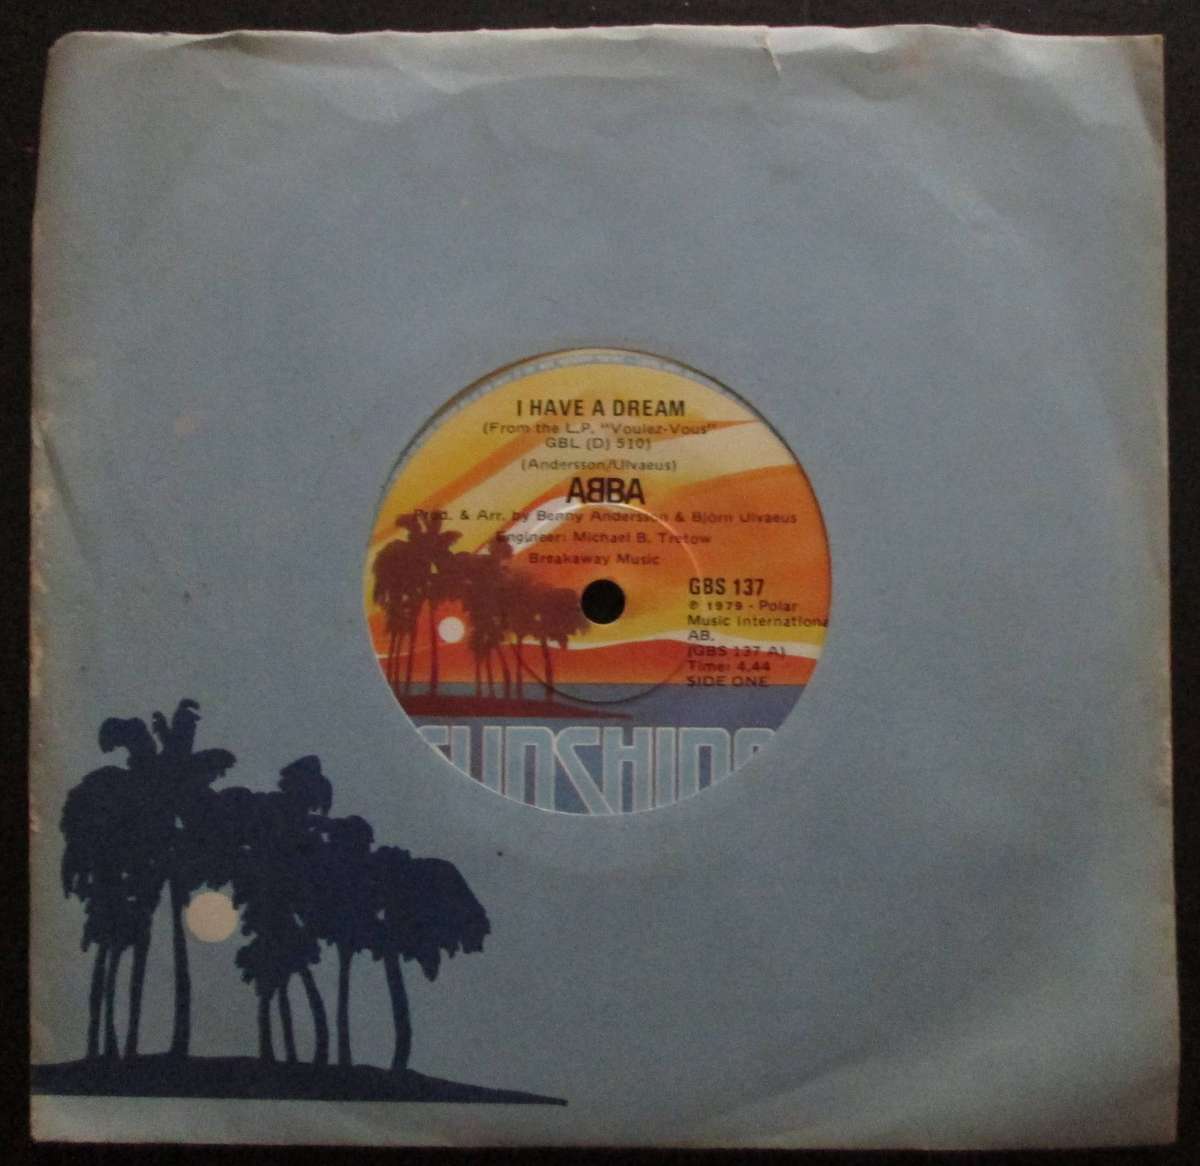 I HAVE A DREAM
(From the L.P. "Voulez-Vous"
GBL (D) 510)
(Andersson/Ulvaeus)
ABBA
Prod. & Arr. by Benny Andersson & Björn Ulvaeus
Engineer: Michael B. Tretow
Breakaway Music
GBS 137
℗ 1979 - Polar
Music Internationa
AB.
(GBS 137 A)
Time: 4.44
SIDE ONE
SUNSHINE